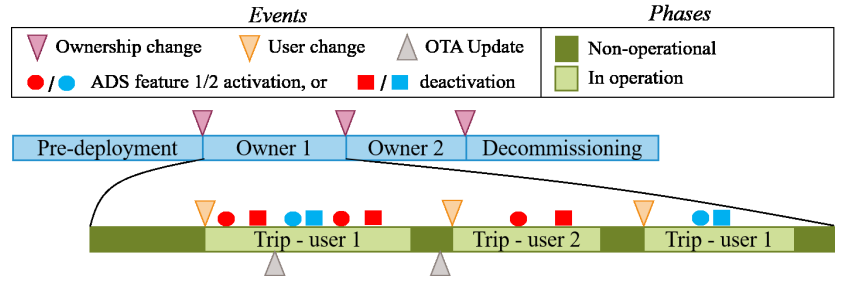 Events
Phases
Ownership change User change OTA Update
/ ADS feature 1/2 activation, or / deactivation
Non-operational
In operation
Pre-deployment Owner 1 Owner 2 Decommissioning
Trip - user 1 Trip - user 2 Trip - user 1